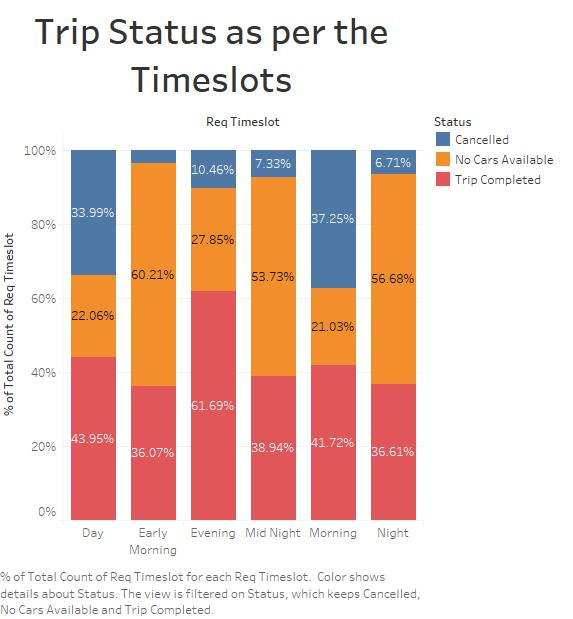 Trip Status as per the
Timeslots
Req Timeslot
Status
Cancelled
No Cars Available
Trip Completed
% of Total Count of Req Timeslot
100%
80%
60%
40%
20%
0%
33.99%
22.06%
43.95%
60.21%
36.07%
10.46%
27.85%
61.69%
7.33%
53.73%
38.94%
37.25%
21.03%
41.72%
6.71%
56.68%
36.61%
Day
Early
Morning
Evening
Mid Night
Morning
Night
% of Total Count of Req Timeslot for each Req Timeslot.  Color shows
details about Status. The view is filtered on Status, which keeps Cancelled,
No Cars Available and Trip Completed.